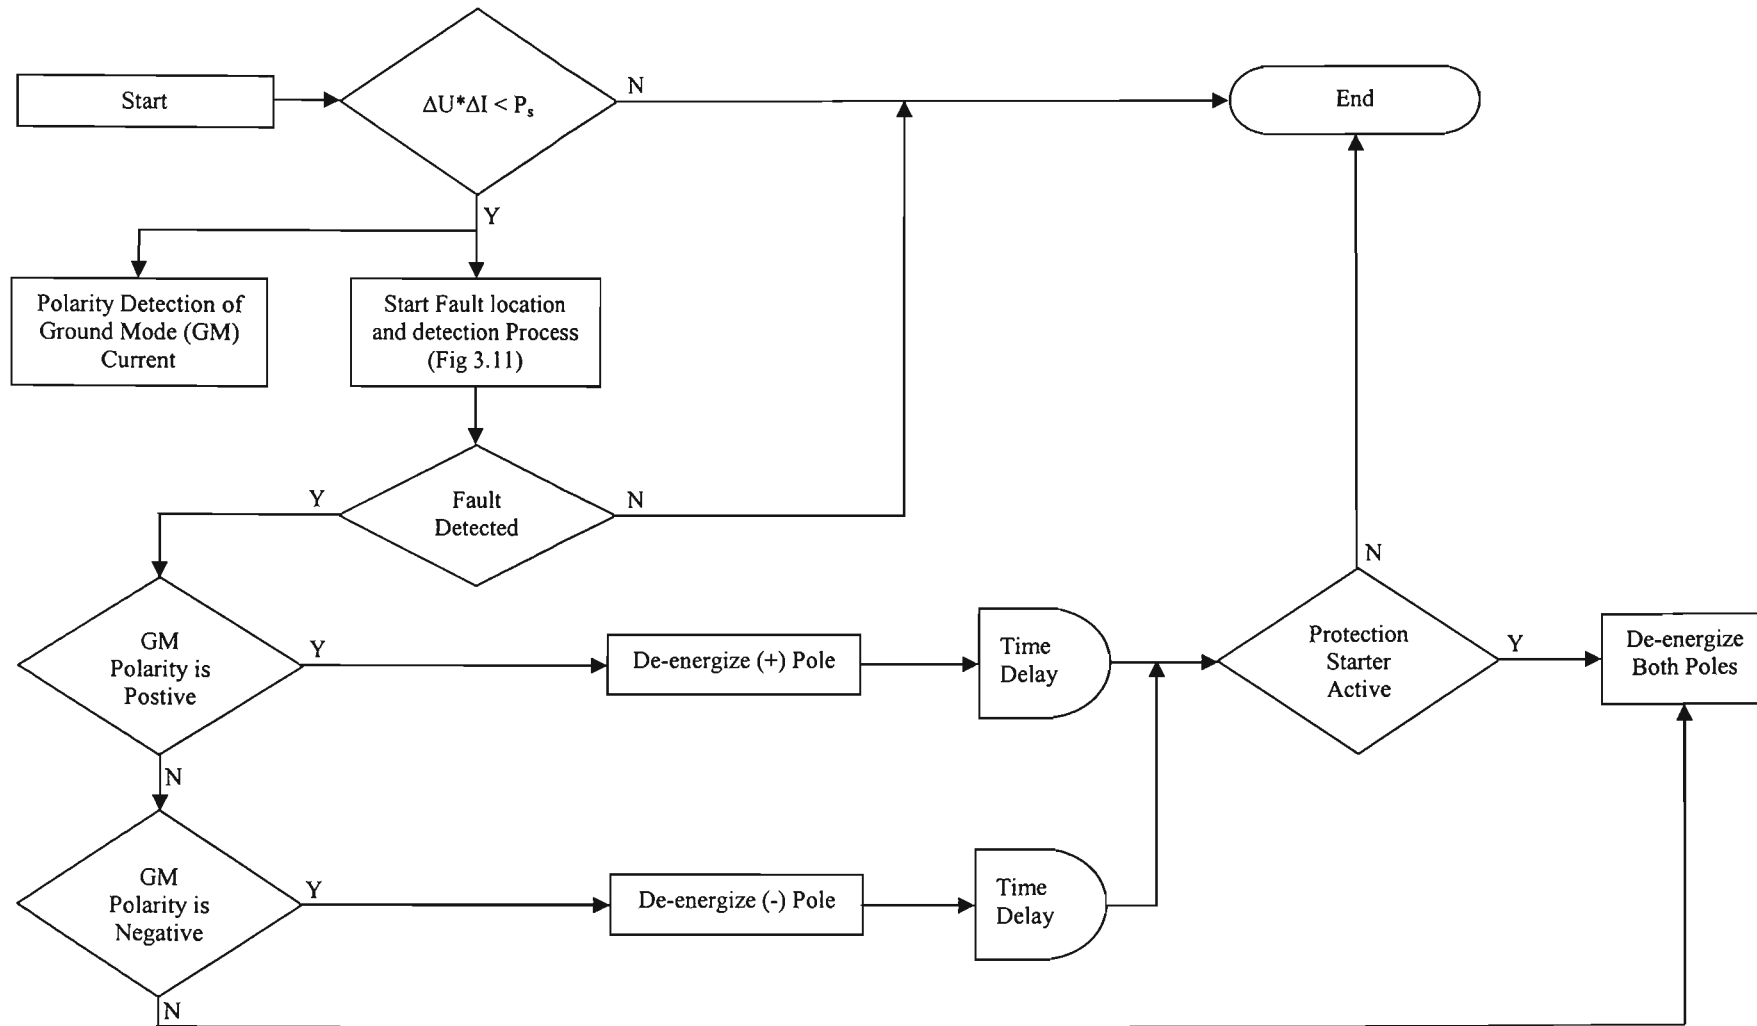 Start
ΔU*ΔI < Pₛ
N
End
Y
Polarity Detection of
Ground Mode (GM)
Current
Start Fault location
and detection Process
(Fig 3.11)
Y
Fault
Detected
N
GM
Polarity is
Postive
Y
De-energize (+) Pole
Time
Delay
Protection
Starter
Active
N
Y
De-energize
Both Poles
N
GM
Polarity is
Negative
Y
De-energize (-) Pole
Time
Delay
N